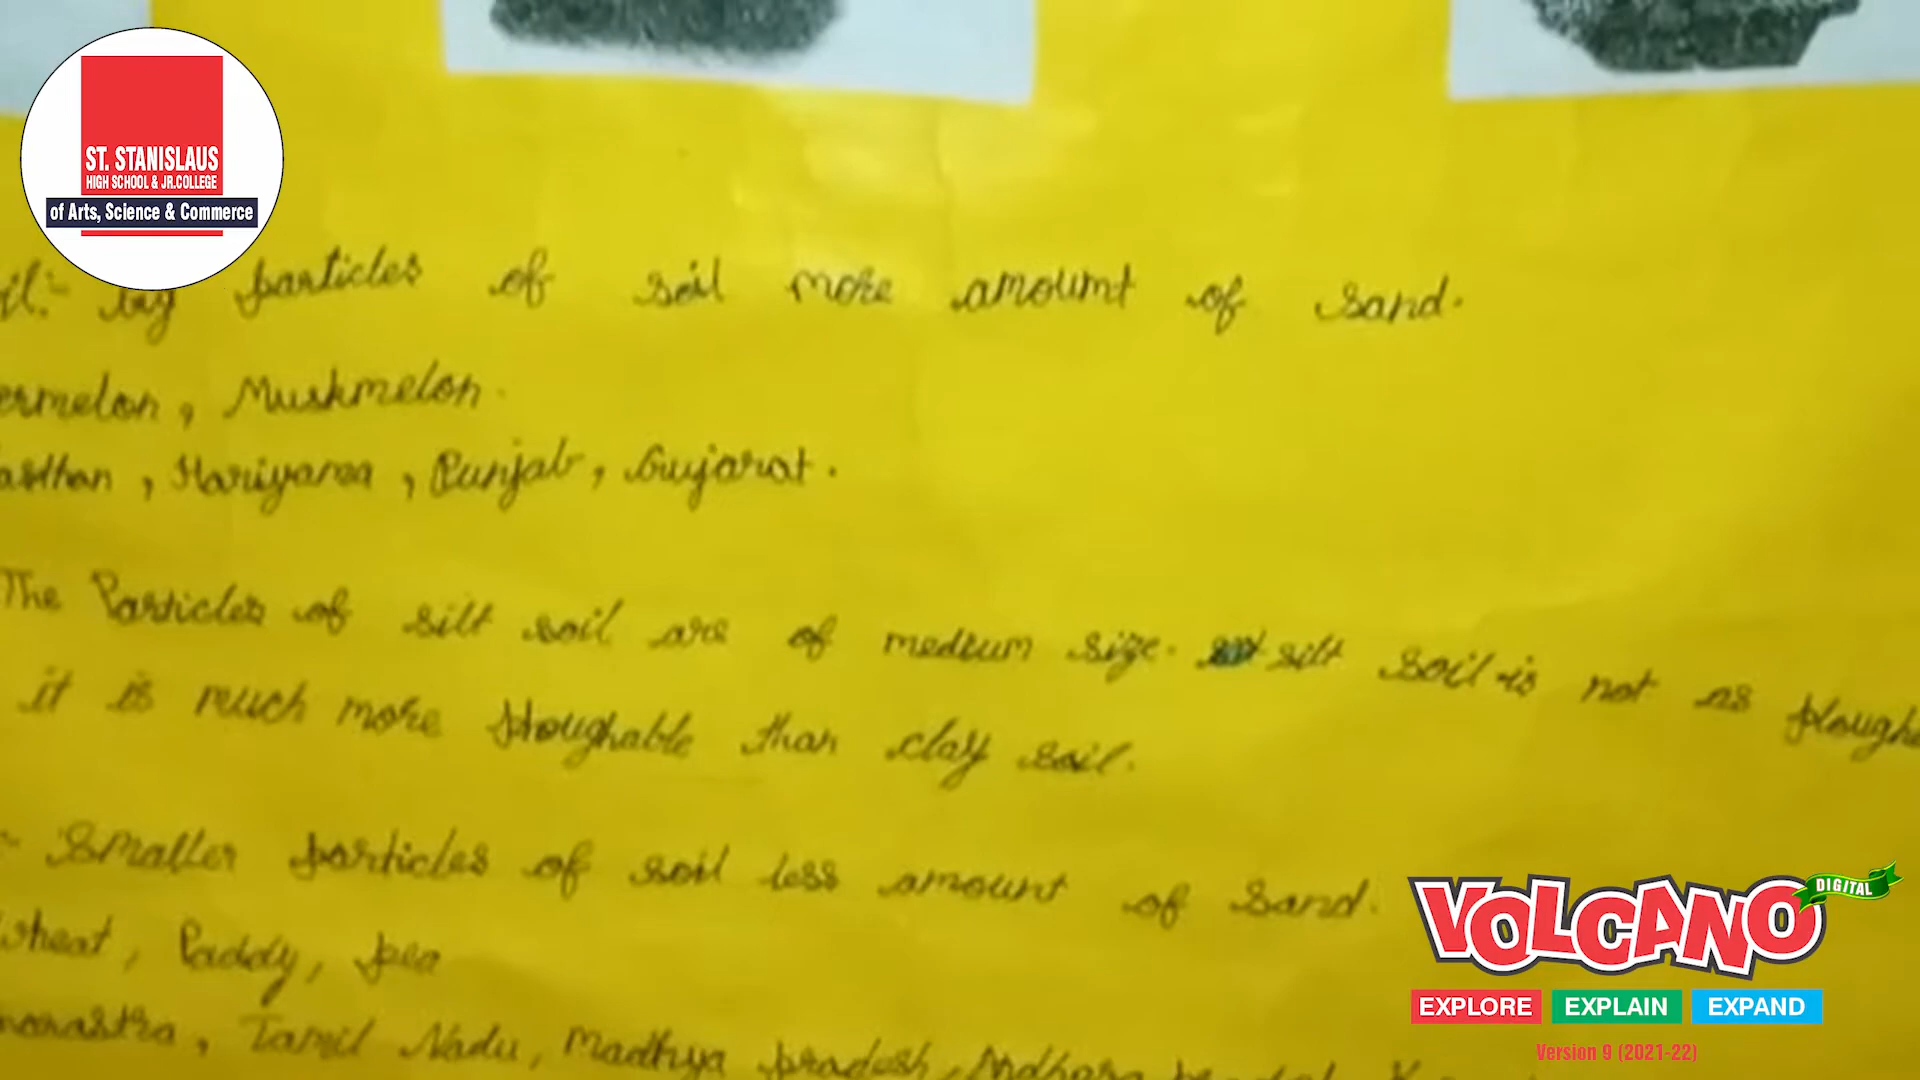 ST. STANISLAUS
HIGH SCHOOL & JR.COLLEGE
of Arts, Science & Commerce
il:- big particles of soil more amount of sand.
ermelon, Muskmelon.
asthan, Hariyana, Punjab, Gujarat.
The Particles of silt soil are of medium size. silt soil is not as plough
it is much more ploughable than clay soil.
- Smaller particles of soil less amount of sand.
wheat, Paddy, pea
harastra, Tamil Nadu, Madhya pradesh, Andhara
VOLCANO
DIGITAL
EXPLORE EXPLAIN EXPAND
Version 9 (2021-22)